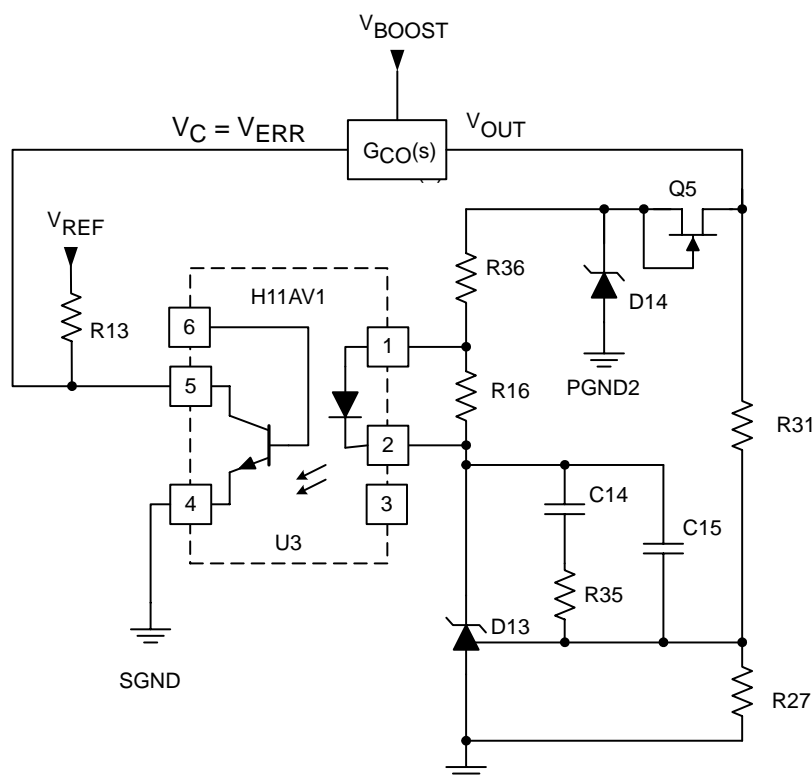 VBOOST
VC = VERR
GCO(s)
VOUT
Q5
VREF
R36
H11AV1
D14
R13
6
1
PGND2
5
R16
R31
2
4
3
C14
C15
U3
R35
D13
SGND
R27